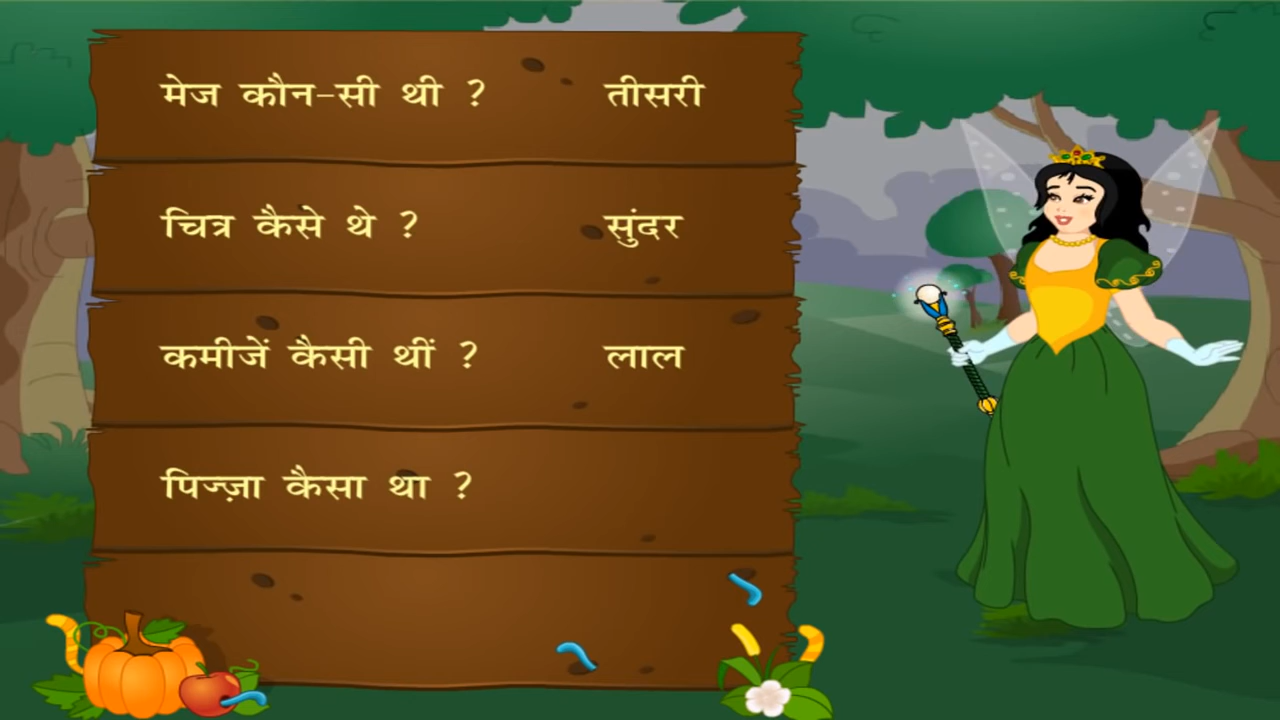 मेज कौन-सी थी ? तीसरी
चित्र कैसे थे ? सुंदर
कमीजें कैसी थीं ? लाल
पिज्ज़ा कैसा था ?